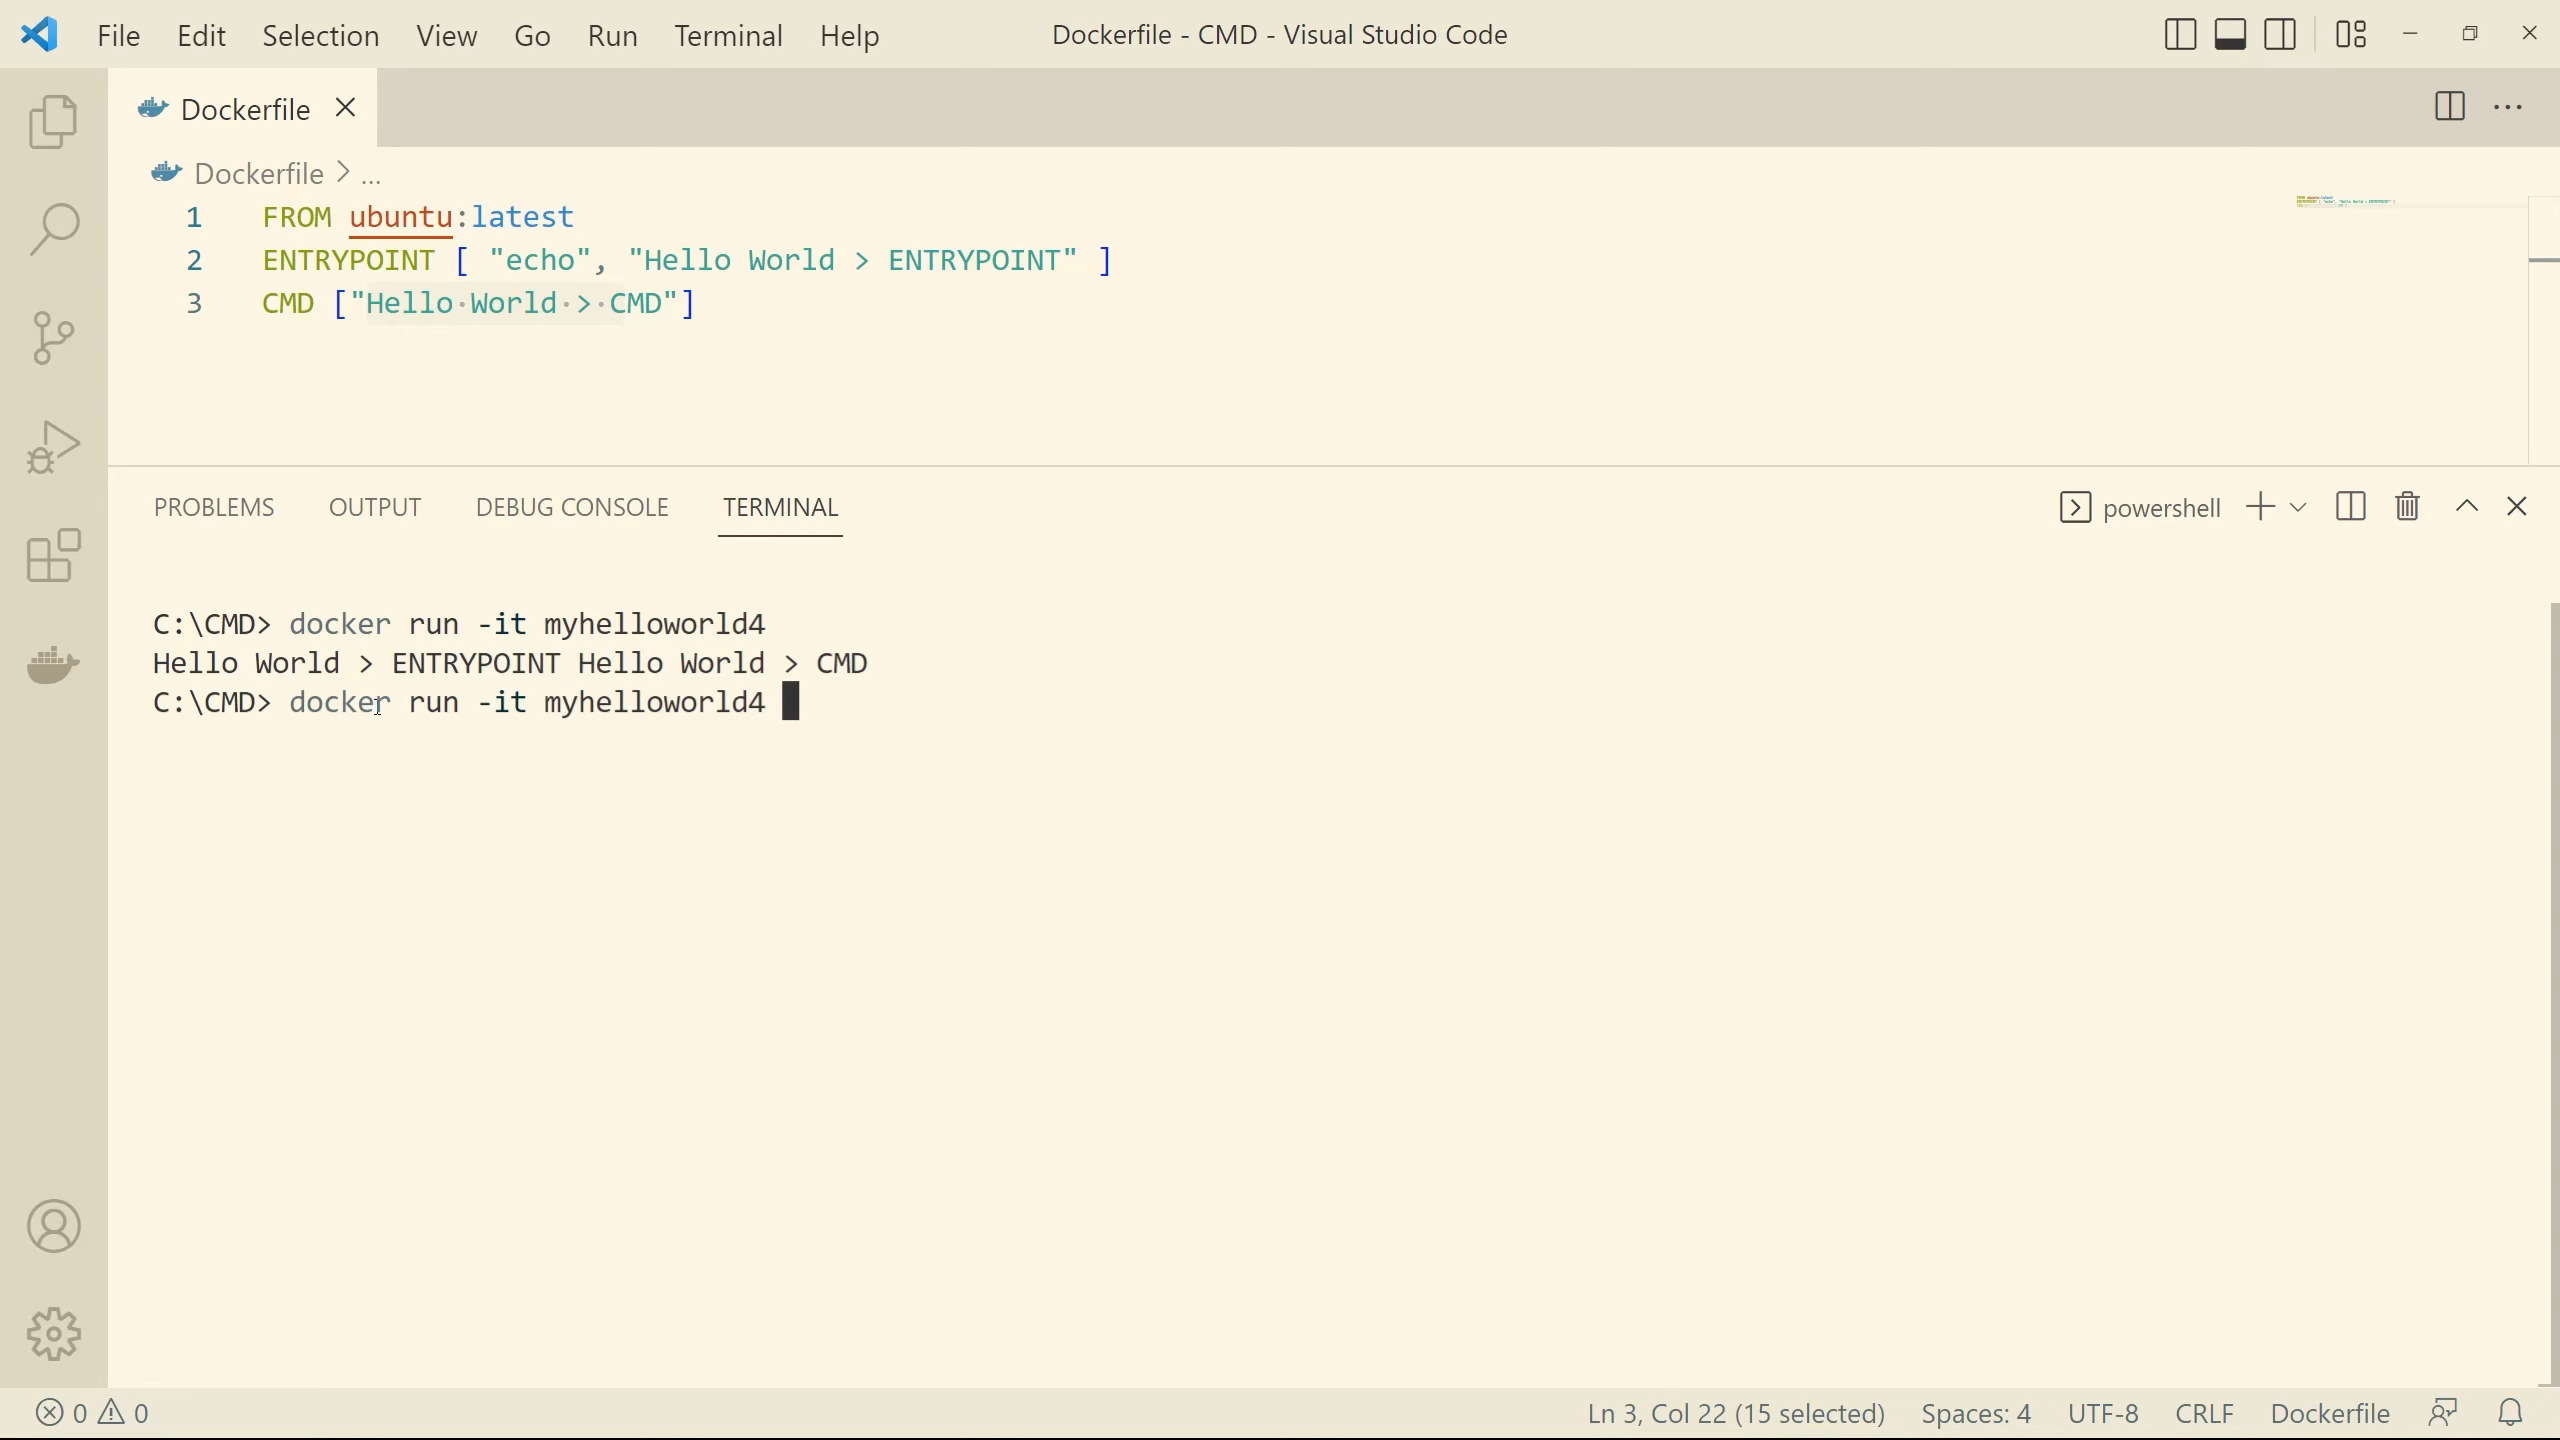 File Edit Selection View Go Run Terminal Help Dockerfile - CMD - Visual Studio Code
Dockerfile
Dockerfile > ...
1 FROM ubuntu:latest
2 ENTRYPOINT [ "echo", "Hello World > ENTRYPOINT" ]
3 CMD ["Hello·World·>·CMD"]
PROBLEMS OUTPUT DEBUG CONSOLE TERMINAL powershell
C:\CMD> docker run -it myhelloworld4
Hello World > ENTRYPOINT Hello World > CMD
C:\CMD> docker run -it myhelloworld4
0 0 Ln 3, Col 22 (15 selected) Spaces: 4 UTF-8 CRLF Dockerfile